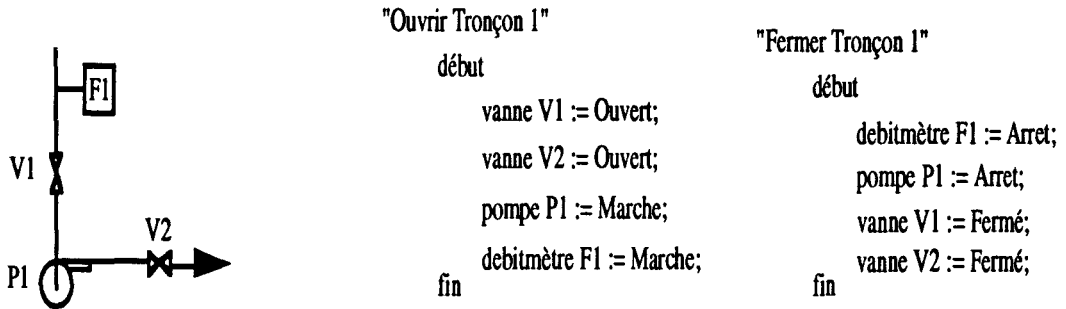 F1
V1
V2
P1
"Ouvrir Tronçon 1"
début
vanne V1 := Ouvert;
vanne V2 := Ouvert;
pompe P1 := Marche;
debitmètre F1 := Marche;
fin
"Fermer Tronçon 1"
début
debitmètre F1 := Arret;
pompe P1 := Arret;
vanne V1 := Fermé;
vanne V2 := Fermé;
fin